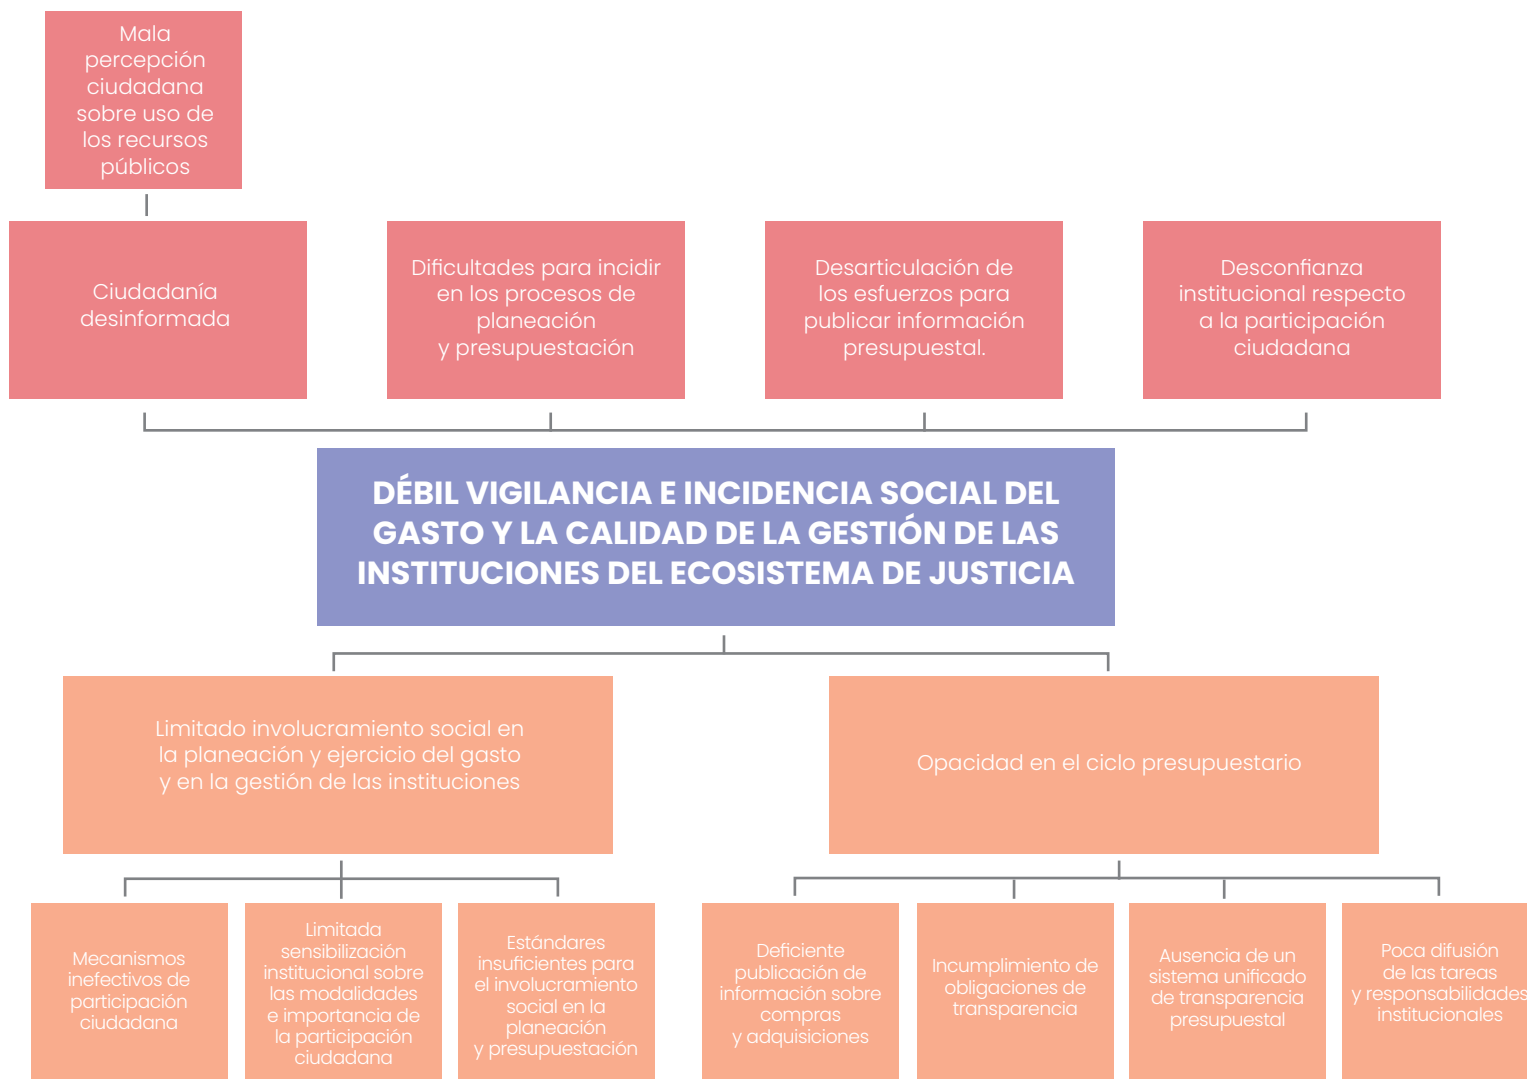 Mala
percepción
ciudadana
sobre uso de
los recursos
públicos
Ciudadanía
desinformada
Dificultades para incidir
en los procesos de
planeación
y presupuestación
Desarticulación de
los esfuerzos para
publicar información
presupuestal.
Desconfianza
institucional respecto
a la participación
ciudadana
DÉBIL VIGILANCIA E INCIDENCIA SOCIAL DEL
GASTO Y LA CALIDAD DE LA GESTIÓN DE LAS
INSTITUCIONES DEL ECOSISTEMA DE JUSTICIA
Limitado involucramiento social en
la planeación y ejercicio del gasto
y en la gestión de las instituciones
Opacidad en el ciclo presupuestario
Mecanismos
inefectivos de
participación
ciudadana
Limitada
sensibilización
institucional sobre
las modalidades
e importancia de
la participación
ciudadana
Estándares
insuficientes para
el involucramiento
social en la
planeación
y presupuestación
Deficiente
publicación de
información sobre
compras
y adquisiciones
Incumplimiento de
obligaciones de
transparencia
Ausencia de un
sistema unificado
de transparencia
presupuestal
Poca difusión
de las tareas
y responsabilidades
institucionales